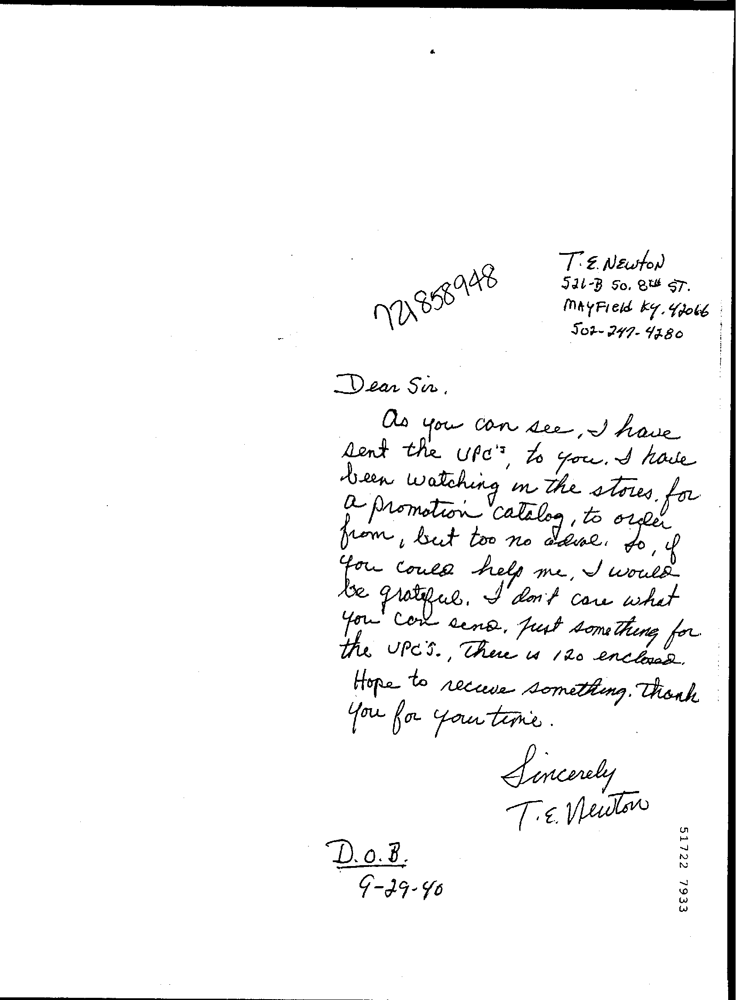 T.E. Newton
521-B So. 8th ST.
Mayfield Ky. 42066
502-247-4280
721858948
Dear Sir,
As you can see, I have
sent the UPC's, to you. I have
been watching in the stores, for
a promotion catalog, to order
from, but too no advail. So, if
you could help me, I would
be grateful. I don't care what
you can send, just something for
the UPC'S., There is 120 enclosed.
Hope to receive something. Thank
you for your time.
Sincerely
T.E. Newton
D.O.B.
9-29-40
51722 7933